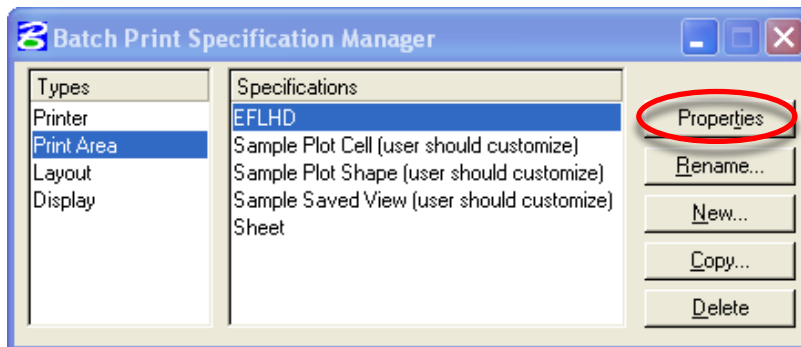 Batch Print Specification Manager
Types
Printer
Print Area
Layout
Display
Specifications
EFLHD
Sample Plot Cell (user should customize)
Sample Plot Shape (user should customize)
Sample Saved View (user should customize)
Sheet
Properties
Rename...
New...
Copy...
Delete